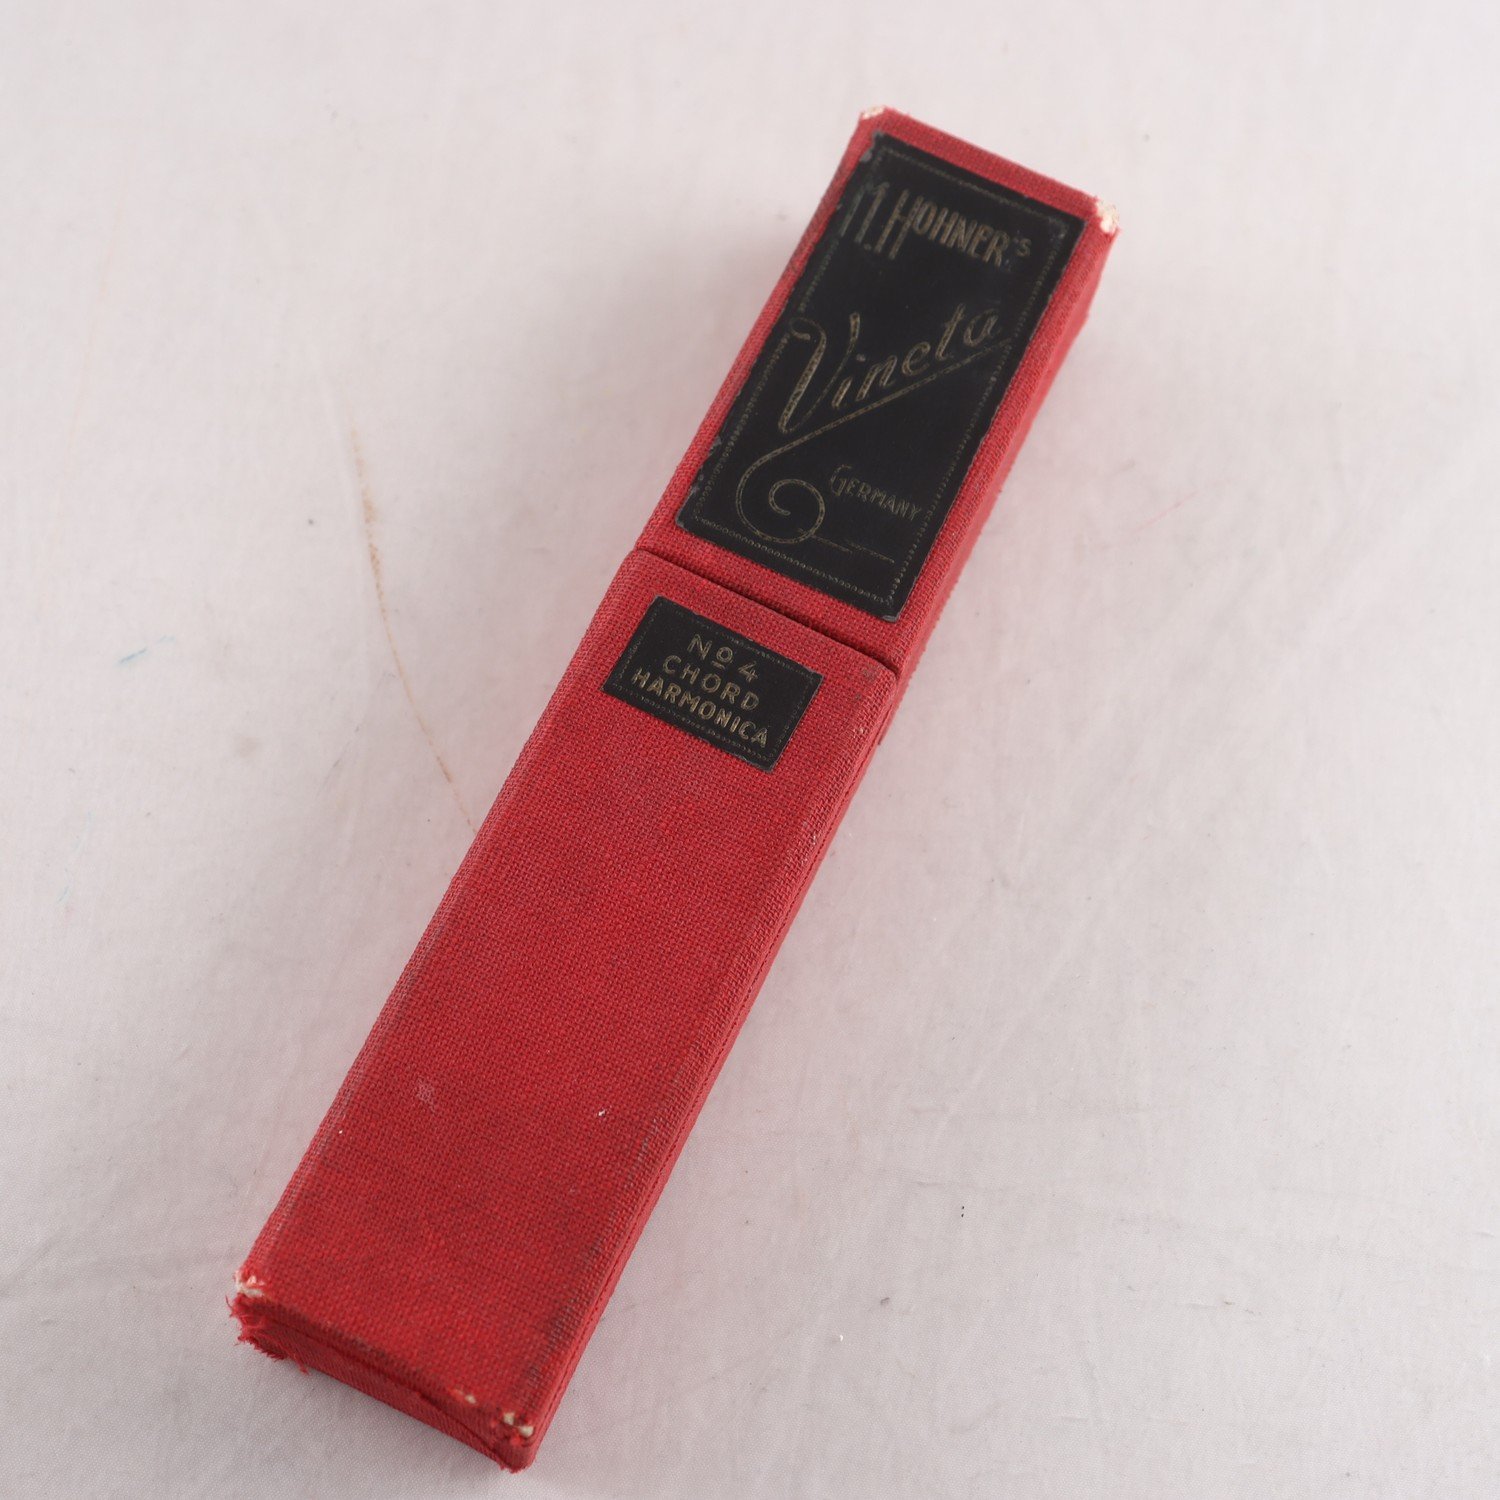 M. HOHNER'S
Vineta
GERMANY
No 4
CHORD
HARMONICA